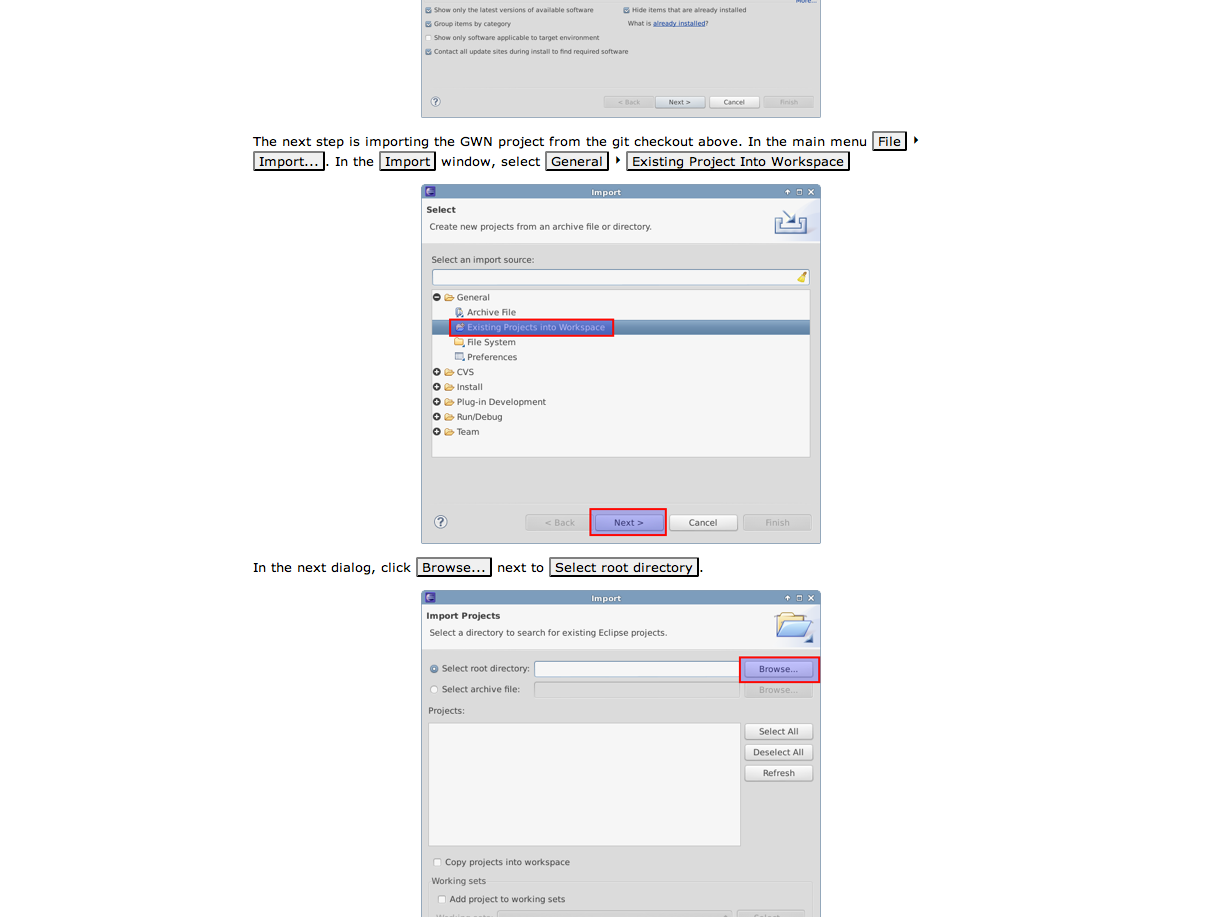 More...
Show only the latest versions of available software Hide items that are already installed
Group items by category What is already installed?
Show only software applicable to target environment
Contact all update sites during install to find required software
? < Back Next > Cancel Finish
The next step is importing the GWN project from the git checkout above. In the main menu File
Import... . In the Import window, select General Existing Project Into Workspace
Import
Select
Create new projects from an archive file or directory.
Select an import source:
General
Archive File
Existing Projects into Workspace
File System
Preferences
CVS
Install
Plug-in Development
Run/Debug
Team
? < Back Next > Cancel Finish
In the next dialog, click Browse... next to Select root directory.
Import
Import Projects
Select a directory to search for existing Eclipse projects.
Select root directory: Browse...
Select archive file: Browse...
Projects:
Select All
Deselect All
Refresh
Copy projects into workspace
Working sets
Add project to working sets
Working sets: Select...